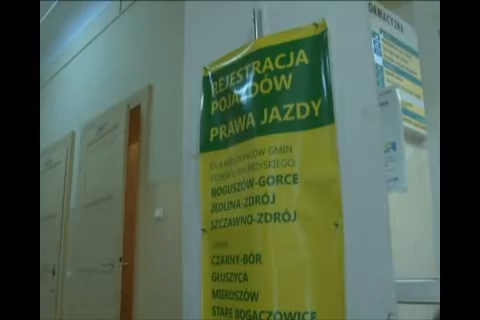 REJESTRACJA
POJAZDÓW
PRAWA JAZDY
DLA MIESZKAŃCÓW GMIN
POWIATU WAŁBRZYSKIEGO:
BOGUSZÓW-GORCE
JEDLINA-ZDRÓJ
SZCZAWNO-ZDRÓJ
CZARNY-BÓR
GŁUSZYCA
MIEROSZÓW
STARE BOGACZOWICE
ORMACYJNA